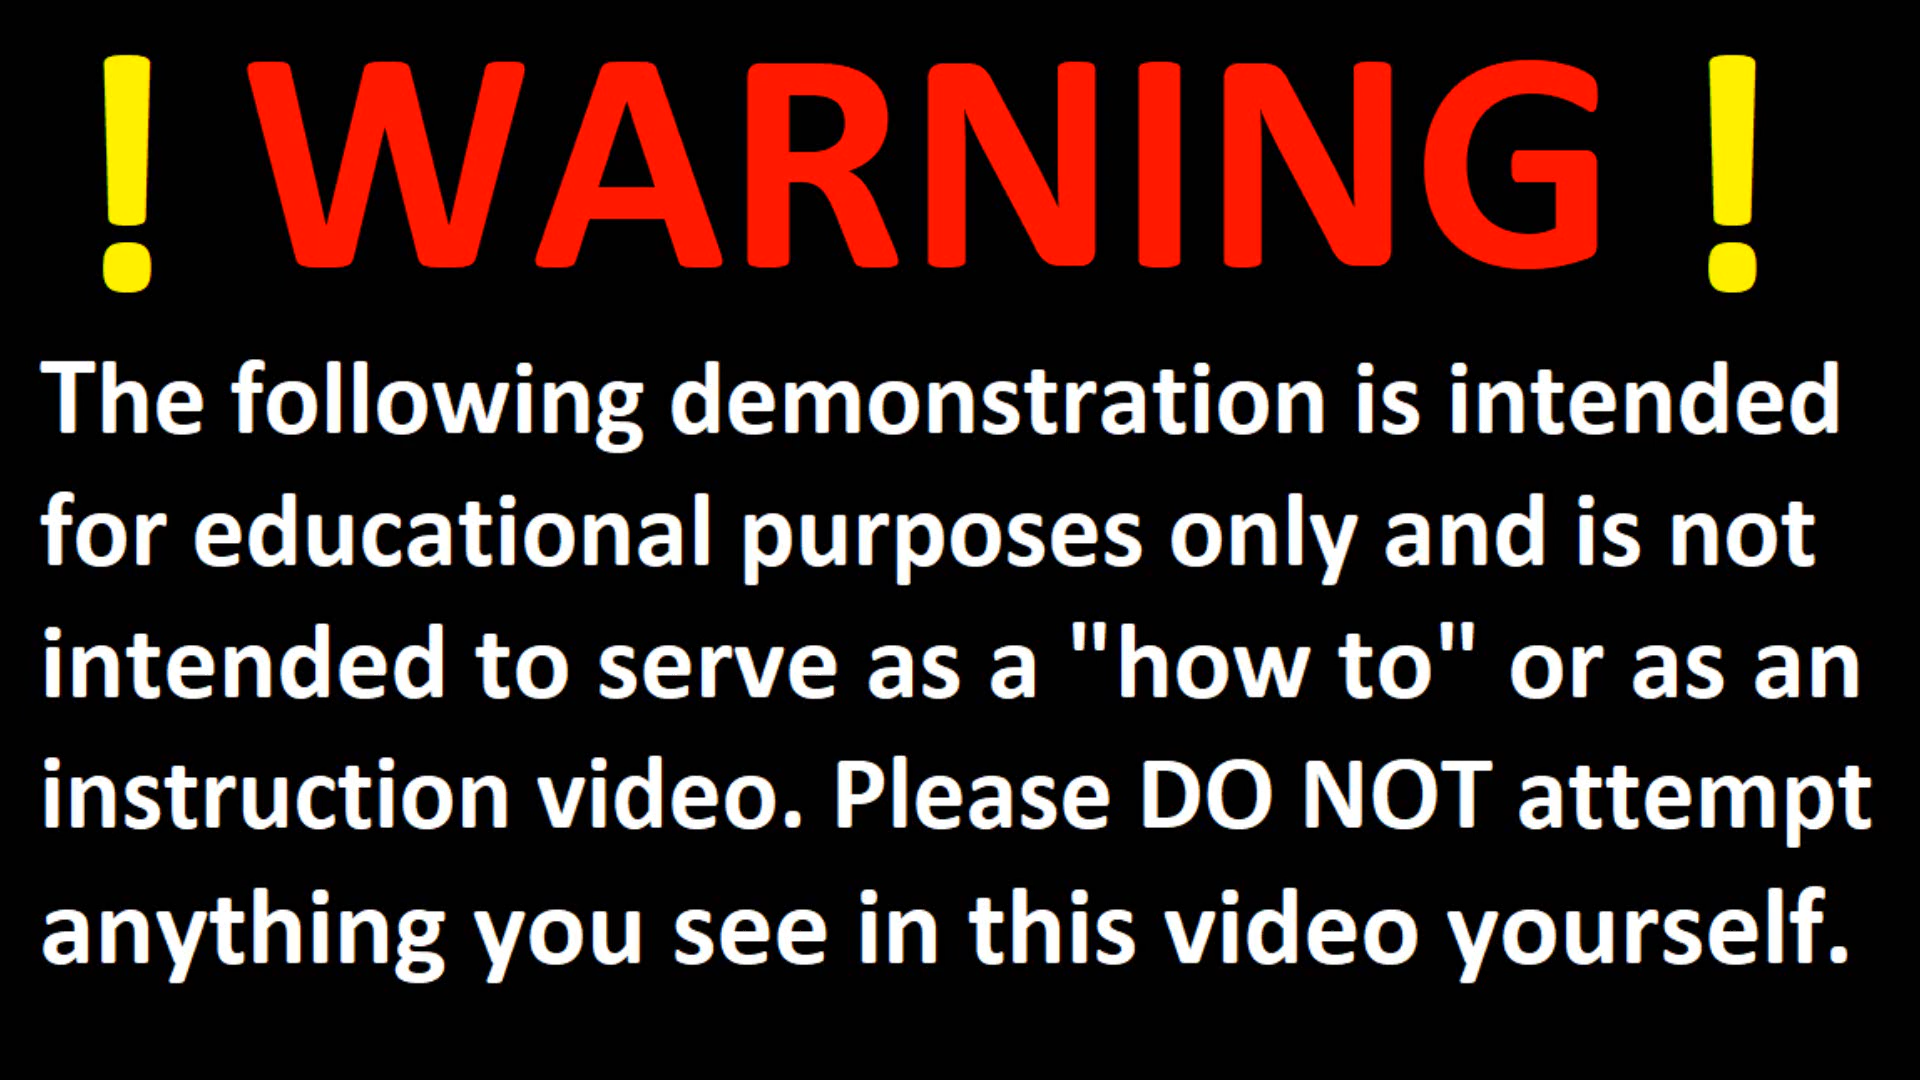 ! WARNING !
The following demonstration is intended
for educational purposes only and is not
intended to serve as a "how to" or as an
instruction video. Please DO NOT attempt
anything you see in this video yourself.